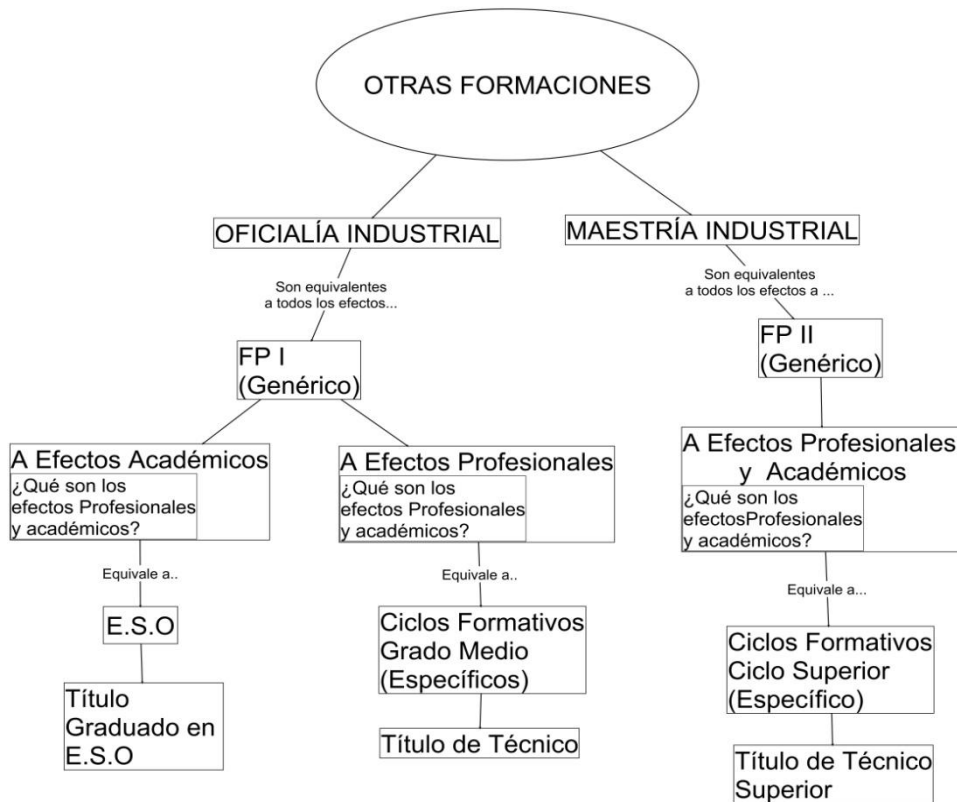 OTRAS FORMACIONES
OFICIALÍA INDUSTRIAL
MAESTRÍA INDUSTRIAL
Son equivalentes
a todos los efectos...
Son equivalentes
a todos los efectos a ...
FP I
(Genérico)
FP II
(Genérico)
A Efectos Académicos
¿Qué son los
efectos Profesionales
y académicos?
A Efectos Profesionales
¿Qué son los
efectos Profesionales
y académicos?
A Efectos Profesionales
y Académicos
¿Qué son los
efectosProfesionales
y académicos?
Equivale a..
Equivale a..
Equivale a...
E.S.O
Ciclos Formativos
Grado Medio
(Específicos)
Ciclos Formativos
Ciclo Superior
(Específico)
Título
Graduado en
E.S.O
Título de Técnico
Título de Técnico
Superior